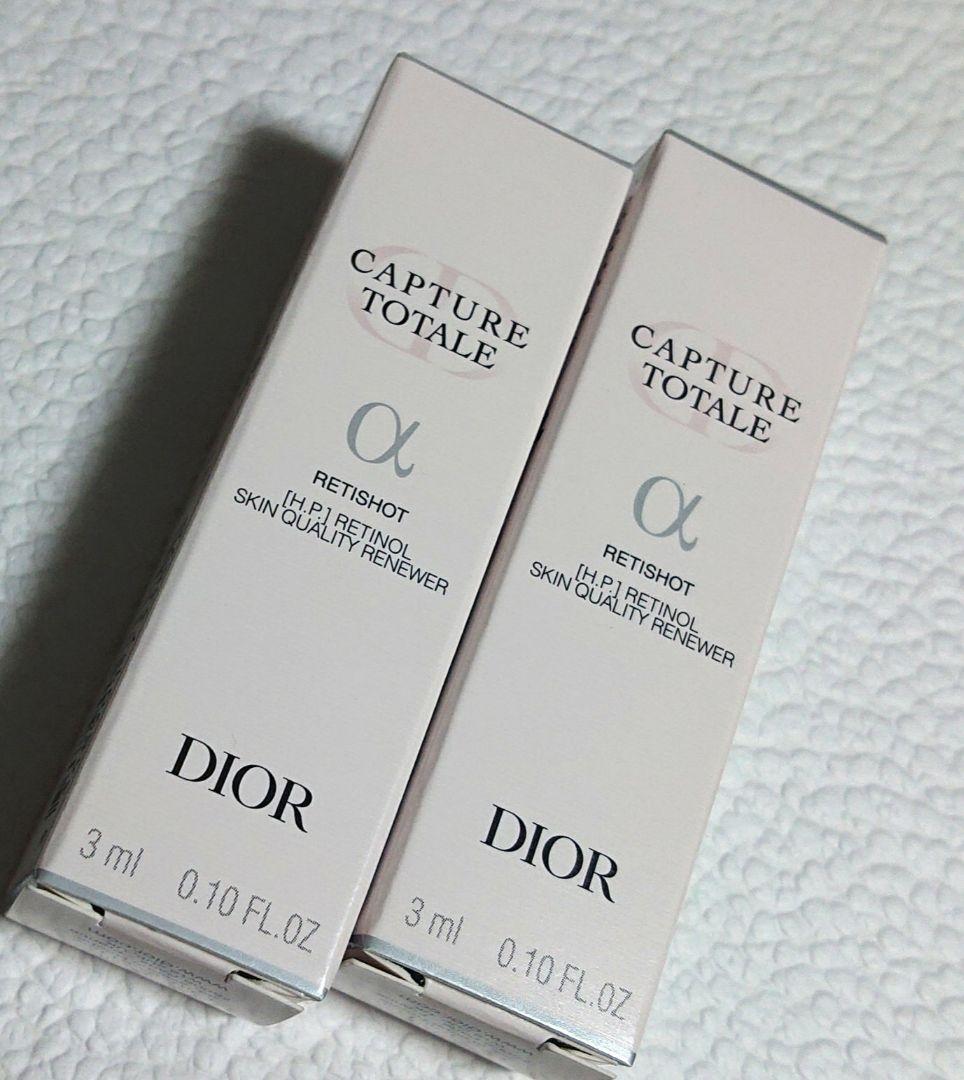 CAPTURE
TOTALE
α
RETISHOT
[H.P.] RETINOL
SKIN QUALITY RENEWER
DIOR
3 ml 0.10 FL.OZ
CAPTURE
TOTALE
α
RETISHOT
[H.P.] RETINOL
SKIN QUALITY RENEWER
DIOR
3 ml 0.10 FL.OZ